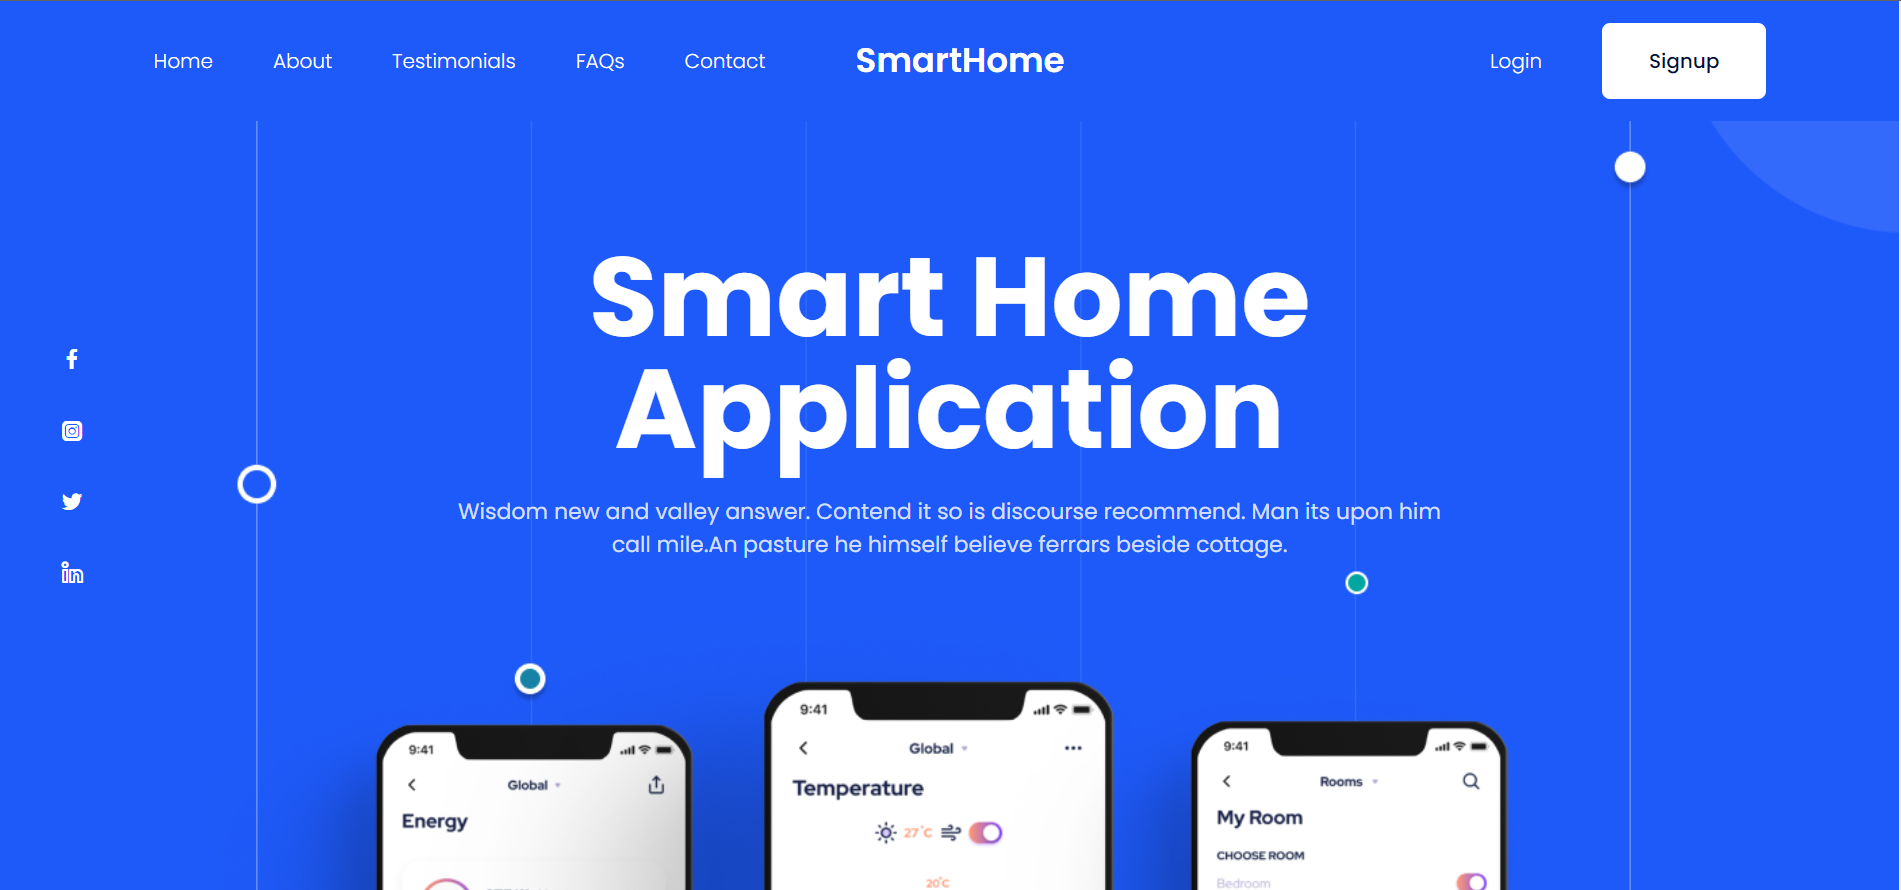 Home About Testimonials FAQs Contact SmartHome Login Signup
Smart Home
Application
Wisdom new and valley answer. Contend it so is discourse recommend. Man its upon him
call mile.An pasture he himself believe ferrars beside cottage.
9:41
Global
Energy
9:41
Global
Temperature
27°C
20°C
9:41
Rooms
My Room
CHOOSE ROOM
Bedroom